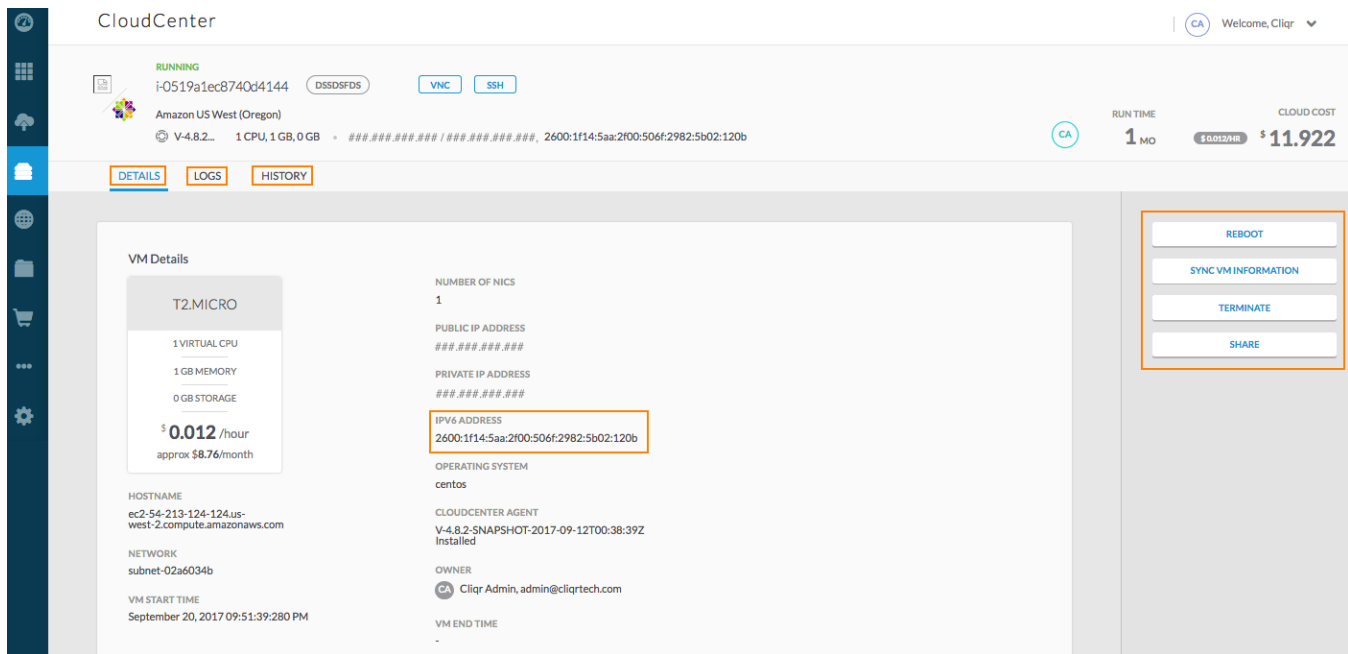 CloudCenter
CA Welcome, Cliqr
RUNNING
i-0519a1ec8740d4144 DSSDSFDS VNC SSH
Amazon US West (Oregon)
V-4.8.2... 1 CPU, 1 GB, 0 GB ###.###.###.### / ###.###.###.###, 2600:1f14:5aa:2f00:506f:2982:5b02:120b
CA
RUN TIME
1 MO
CLOUD COST
$0.012/HR $11.922
DETAILS LOGS HISTORY
VM Details
T2.MICRO
1 VIRTUAL CPU
1 GB MEMORY
0 GB STORAGE
$0.012 /hour
approx $8.76/month
HOSTNAME
ec2-54-213-124-124.us-
west-2.compute.amazonaws.com
NETWORK
subnet-02a6034b
VM START TIME
September 20, 2017 09:51:39:280 PM
NUMBER OF NICS
1
PUBLIC IP ADDRESS
###.###.###.###
PRIVATE IP ADDRESS
###.###.###.###
IPV6 ADDRESS
2600:1f14:5aa:2f00:506f:2982:5b02:120b
OPERATING SYSTEM
centos
CLOUDCENTER AGENT
V-4.8.2-SNAPSHOT-2017-09-12T00:38:39Z
Installed
OWNER
CA Cliqr Admin, admin@cliqrtech.com
VM END TIME
-
REBOOT
SYNC VM INFORMATION
TERMINATE
SHARE